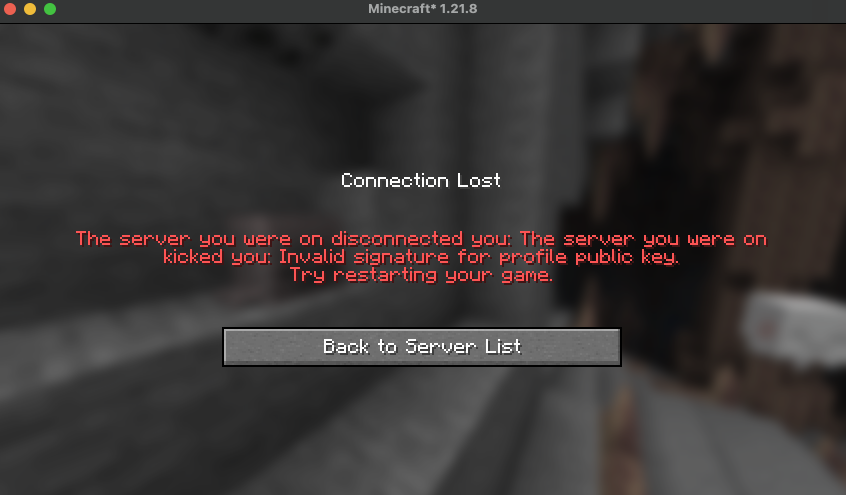 Minecraft* 1.21.8
Connection Lost
The server you were on disconnected you: The server you were on
kicked you: Invalid signature for profile public key.
Try restarting your game.
Back to Server List